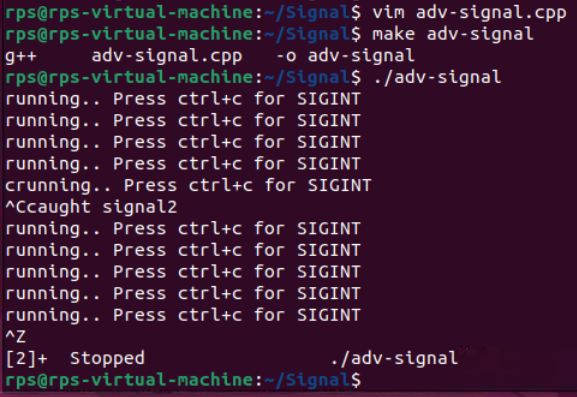 rps@rps-virtual-machine:~/Signal$ vim adv-signal.cpp
rps@rps-virtual-machine:~/Signal$ make adv-signal
g++     adv-signal.cpp   -o adv-signal
rps@rps-virtual-machine:~/Signal$ ./adv-signal
running.. Press ctrl+c for SIGINT
running.. Press ctrl+c for SIGINT
running.. Press ctrl+c for SIGINT
running.. Press ctrl+c for SIGINT
crunning.. Press ctrl+c for SIGINT
^Ccaught signal2
running.. Press ctrl+c for SIGINT
running.. Press ctrl+c for SIGINT
running.. Press ctrl+c for SIGINT
running.. Press ctrl+c for SIGINT
running.. Press ctrl+c for SIGINT
^Z
[2]+  Stopped                 ./adv-signal
rps@rps-virtual-machine:~/Signal$